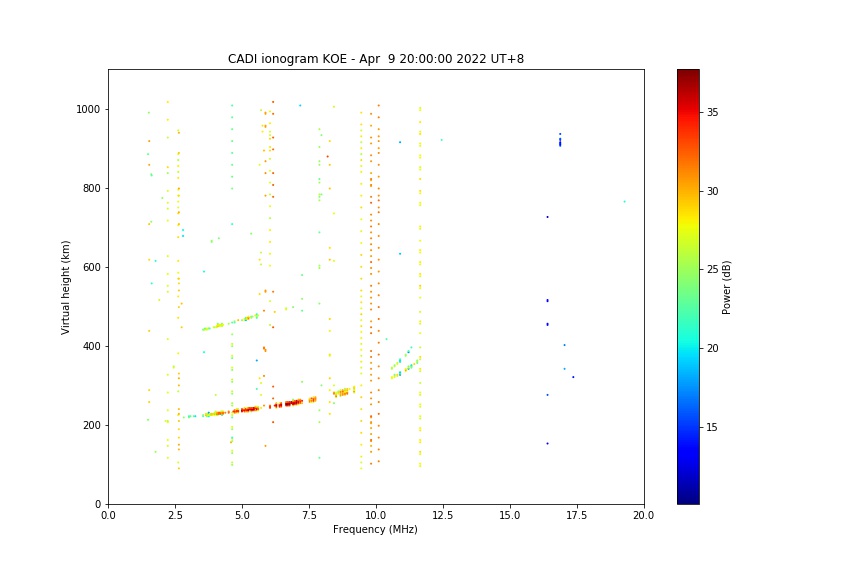 CADI ionogram KOE - Apr  9 20:00:00 2022 UT+8
Virtual height (km)
1000
800
600
400
200
0
0.0 2.5 5.0 7.5 10.0 12.5 15.0 17.5 20.0
Frequency (MHz)
35
30
25
20
15
Power (dB)